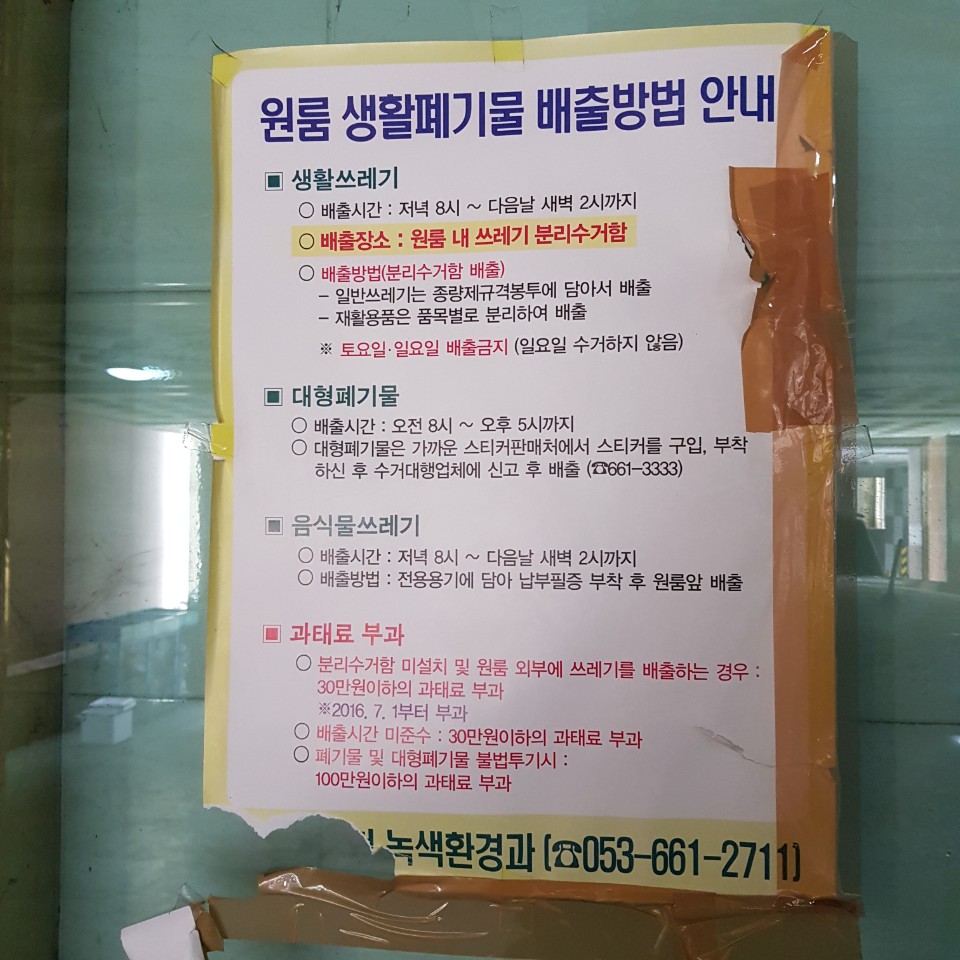 원룸 생활폐기물 배출방법 안내
▣ 생활쓰레기
○ 배출시간 : 저녁 8시 ~ 다음날 새벽 2시까지
○ 배출장소 : 원룸 내 쓰레기 분리수거함
○ 배출방법(분리수거함 배출)
- 일반쓰레기는 종량제규격봉투에 담아서 배출
- 재활용품은 품목별로 분리하여 배출
※ 토요일·일요일 배출금지 (일요일 수거하지 않음)
▣ 대형폐기물
○ 배출시간 : 오전 8시 ~ 오후 5시까지
○ 대형폐기물은 가까운 스티커판매처에서 스티커를 구입, 부착
하신 후 수거대행업체에 신고 후 배출 (☎661-3333)
▣ 음식물쓰레기
○ 배출시간 : 저녁 8시 ~ 다음날 새벽 2시까지
○ 배출방법 : 전용용기에 담아 납부필증 부착 후 원룸앞 배출
▣ 과태료 부과
○ 분리수거함 미설치 및 원룸 외부에 쓰레기를 배출하는 경우 :
30만원이하의 과태료 부과
※2016. 7. 1부터 부과
○ 배출시간 미준수 : 30만원이하의 과태료 부과
○ 폐기물 및 대형폐기물 불법투기시 :
100만원이하의 과태료 부과
녹색환경과 (☎053-661-2711)